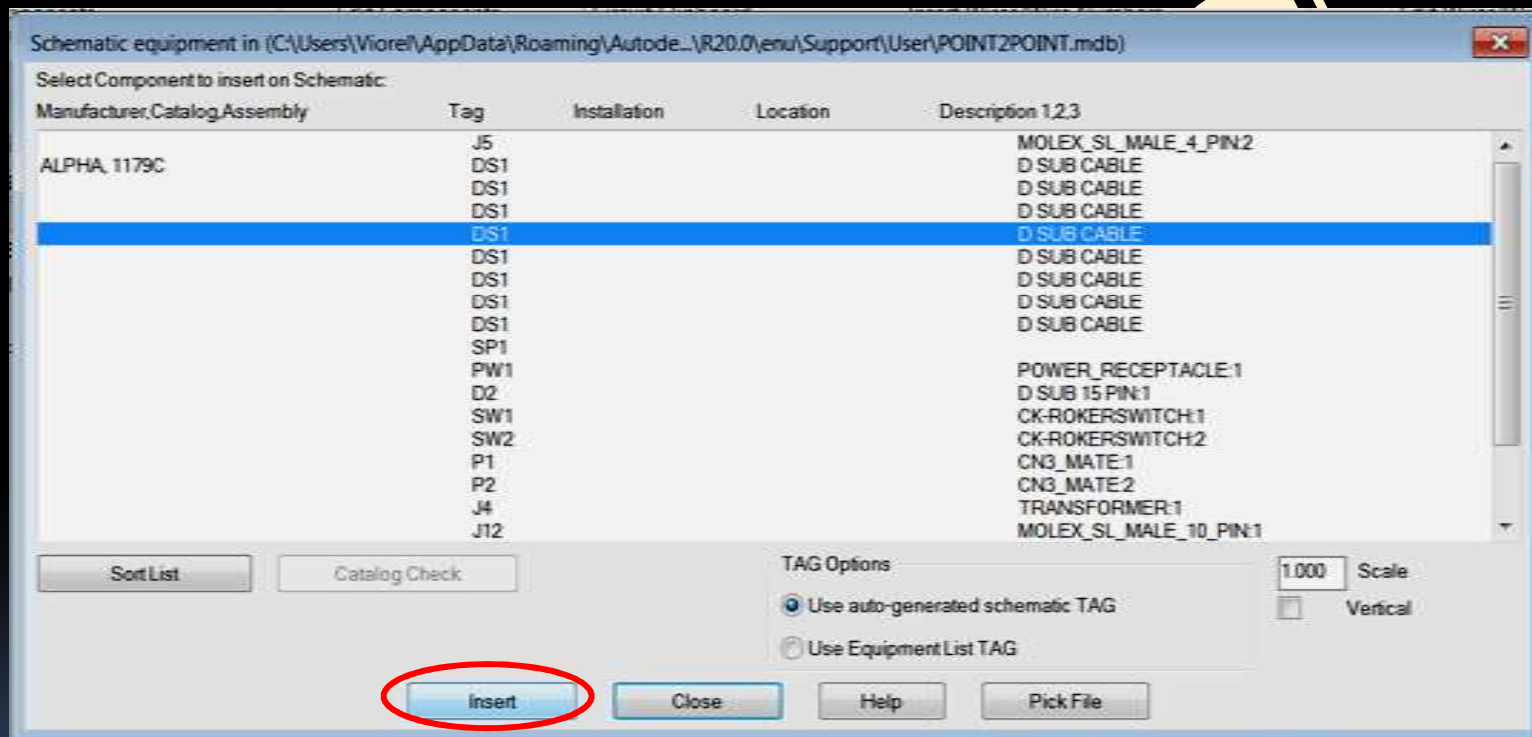 Schematic equipment in (C:\Users\Viorel\AppData\Roaming\Autode...\R20.0\enu\Support\User\POINT2POINT.mdb)
Select Component to insert on Schematic:
Manufacturer,Catalog,Assembly Tag Installation Location Description 1,2,3
J5 MOLEX_SL_MALE_4_PIN:2
ALPHA, 1179C DS1 D SUB CABLE
DS1 D SUB CABLE
DS1 D SUB CABLE
DS1 D SUB CABLE
DS1 D SUB CABLE
DS1 D SUB CABLE
DS1 D SUB CABLE
DS1 D SUB CABLE
SP1
PW1 POWER_RECEPTACLE:1
D2 D SUB 15 PIN:1
SW1 CK-ROKERSWITCH:1
SW2 CK-ROKERSWITCH:2
P1 CN3_MATE:1
P2 CN3_MATE:2
J4 TRANSFORMER:1
J12 MOLEX_SL_MALE_10_PIN:1
Sort List Catalog Check TAG Options 1.000 Scale
Use auto-generated schematic TAG Vertical
Use Equipment List TAG
Insert Close Help Pick File